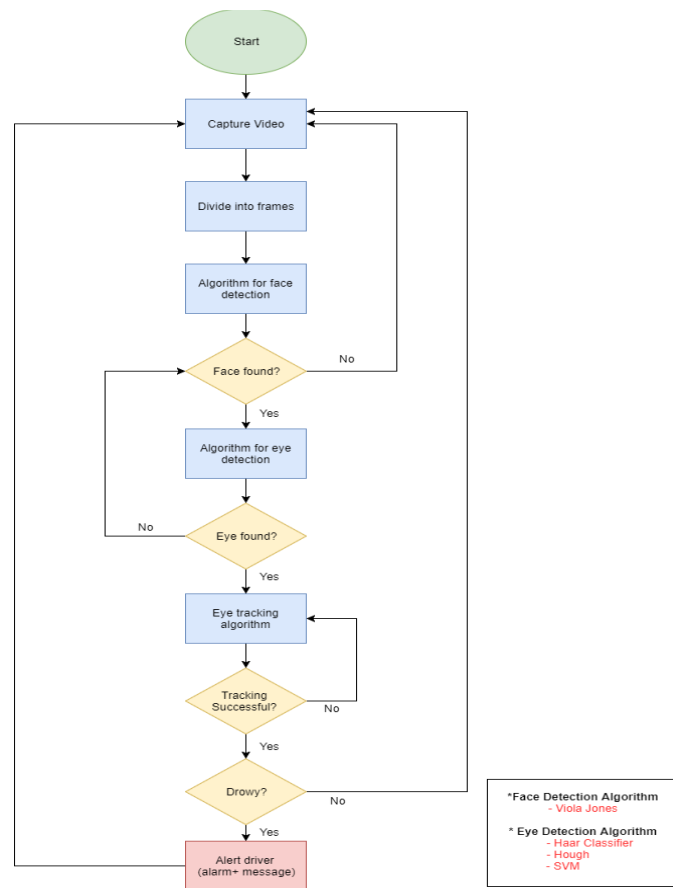 Start
Capture Video
Divide into frames
Algorithm for face
detection
Face found?
No
Yes
Algorithm for eye
detection
No
Eye found?
Yes
Eye tracking
algorithm
Tracking
Successful?
No
Yes
Drowy?
No
Yes
Alert driver
(alarm+ message)
*Face Detection Algorithm
- Viola Jones
* Eye Detection Algorithm
- Haar Classifier
- Hough
- SVM